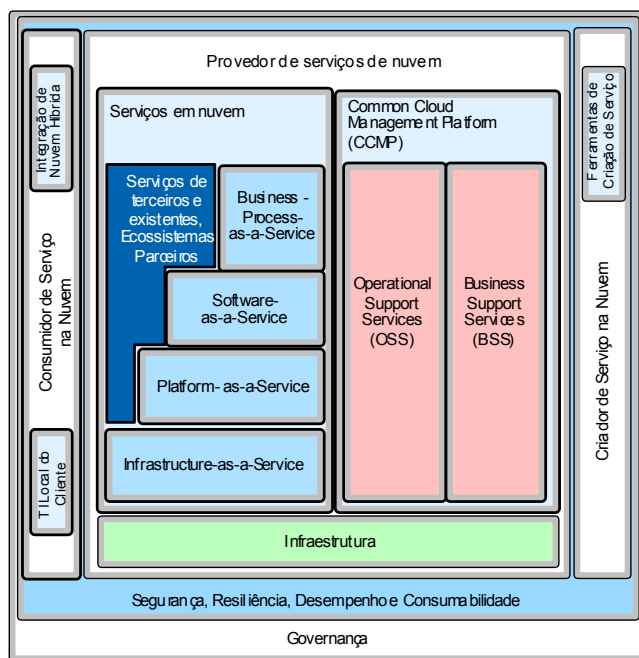 Provedor de serviços de nuvem
Integração de
Nuvem Híbrida
Consumidor de Serviço
na Nuvem
TI Local do
Cliente
Serviços em nuvem
Serviços de
terceiros e
existentes,
Ecossistemas
Parceiros
Business -
Process-
as-a-Service
Software-
as-a-Service
Platform- as-a-Service
Infrastructure-as-a-Service
Common Cloud
Management Platform
(CCMP)
Operational
Support
Services
(OSS)
Business
Support
Services
(BSS)
Infraestrutura
Ferramentas de
Criação de Serviço
Criador de Serviço na Nuvem
Segurança, Resiliência, Desempenho e Consumabilidade
Governança